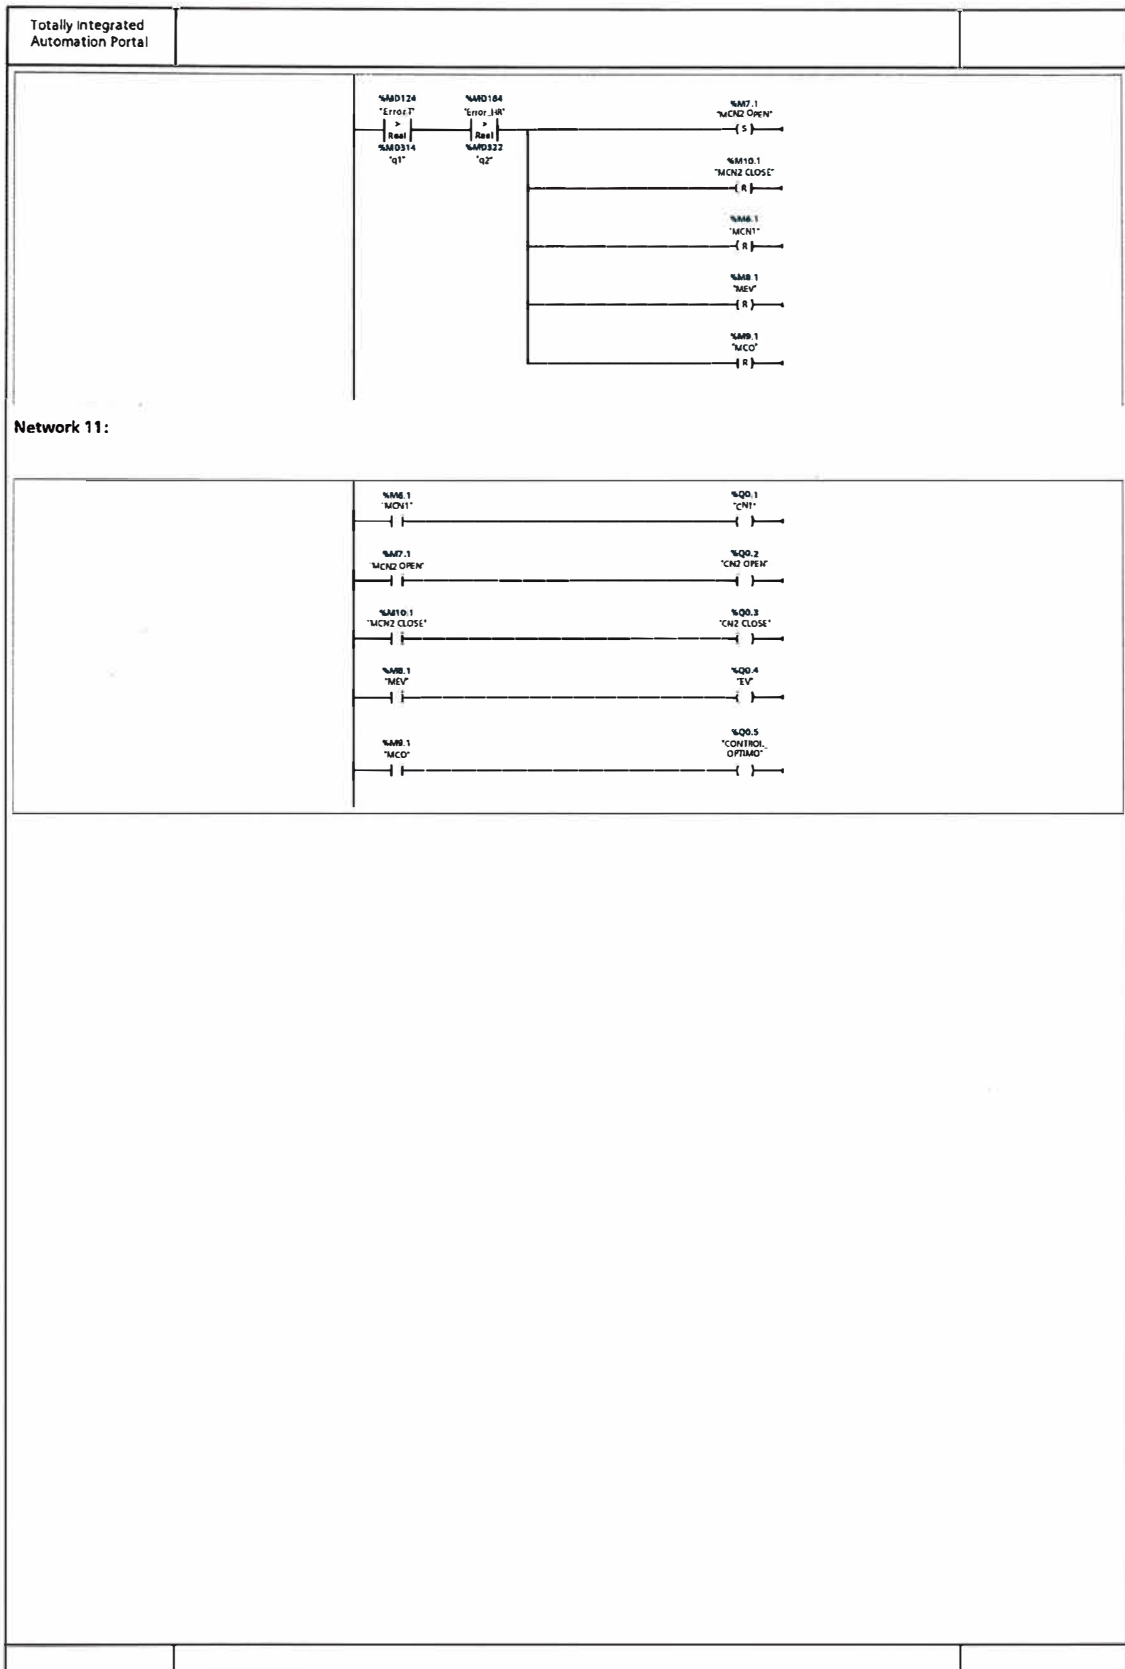 Totally Integrated
Automation Portal
%MD124 %MD184
"Error.T" "Error_HR"
> >
Real Real
%MD314 %MD322
"q1" "q2"
%M7.1
"MCN2 OPEN"
S
%M10.1
"MCN2 CLOSE"
R
%M6.1
"MCN1"
R
%M8.1
"MEV"
R
%M9.1
"MCO"
R
Network 11:
%M6.1 %Q0.1
"MCN1" "CN1"
%M7.1 %Q0.2
"MCN2 OPEN" "CN2 OPEN"
%M10.1 %Q0.3
"MCN2 CLOSE" "CN2 CLOSE"
%M8.1 %Q0.4
"MEV" "EV"
%M9.1 %Q0.5
"MCO" "CONTROL_
OPTIMO"